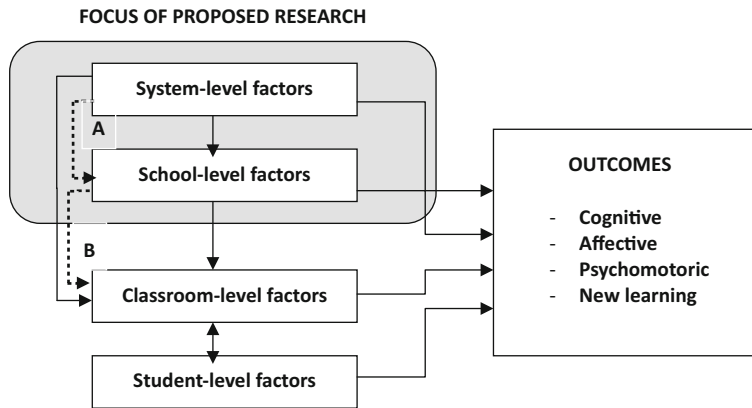 FOCUS OF PROPOSED RESEARCH
System-level factors
A
School-level factors
B
Classroom-level factors
Student-level factors
OUTCOMES
- Cognitive
- Affective
- Psychomotoric
- New learning